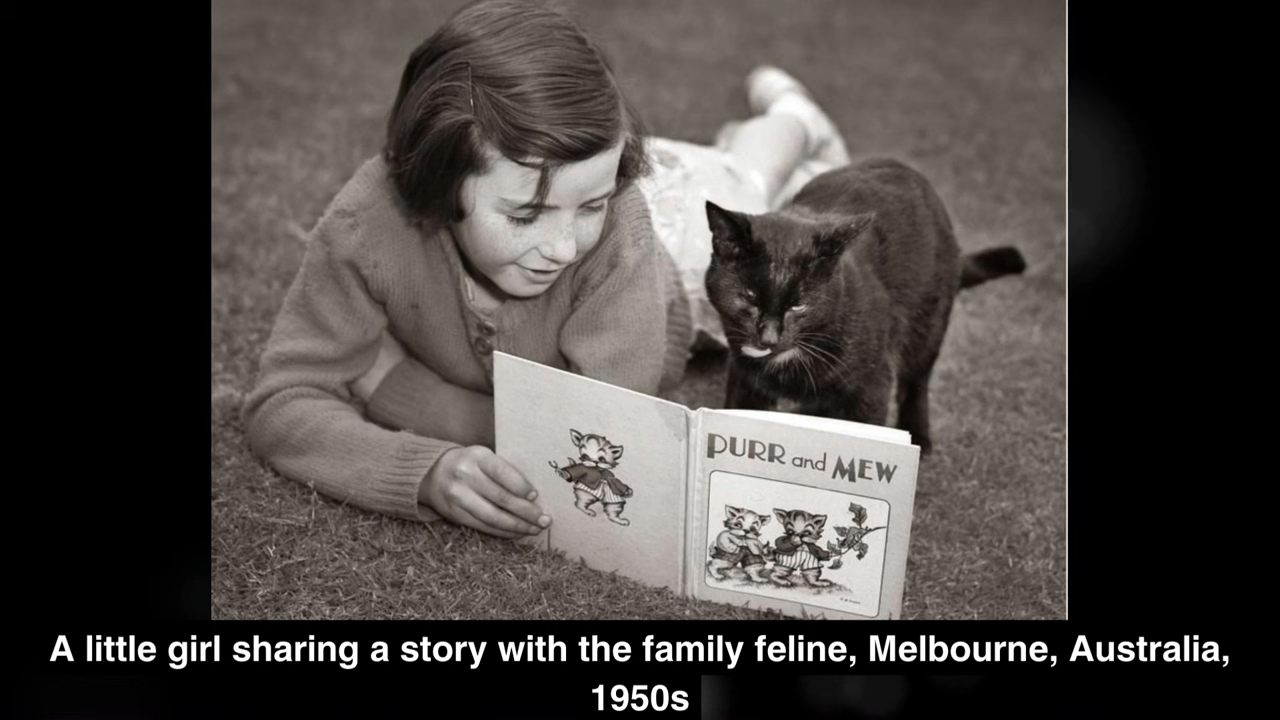 PURR and MEW
A little girl sharing a story with the family feline, Melbourne, Australia,
1950s